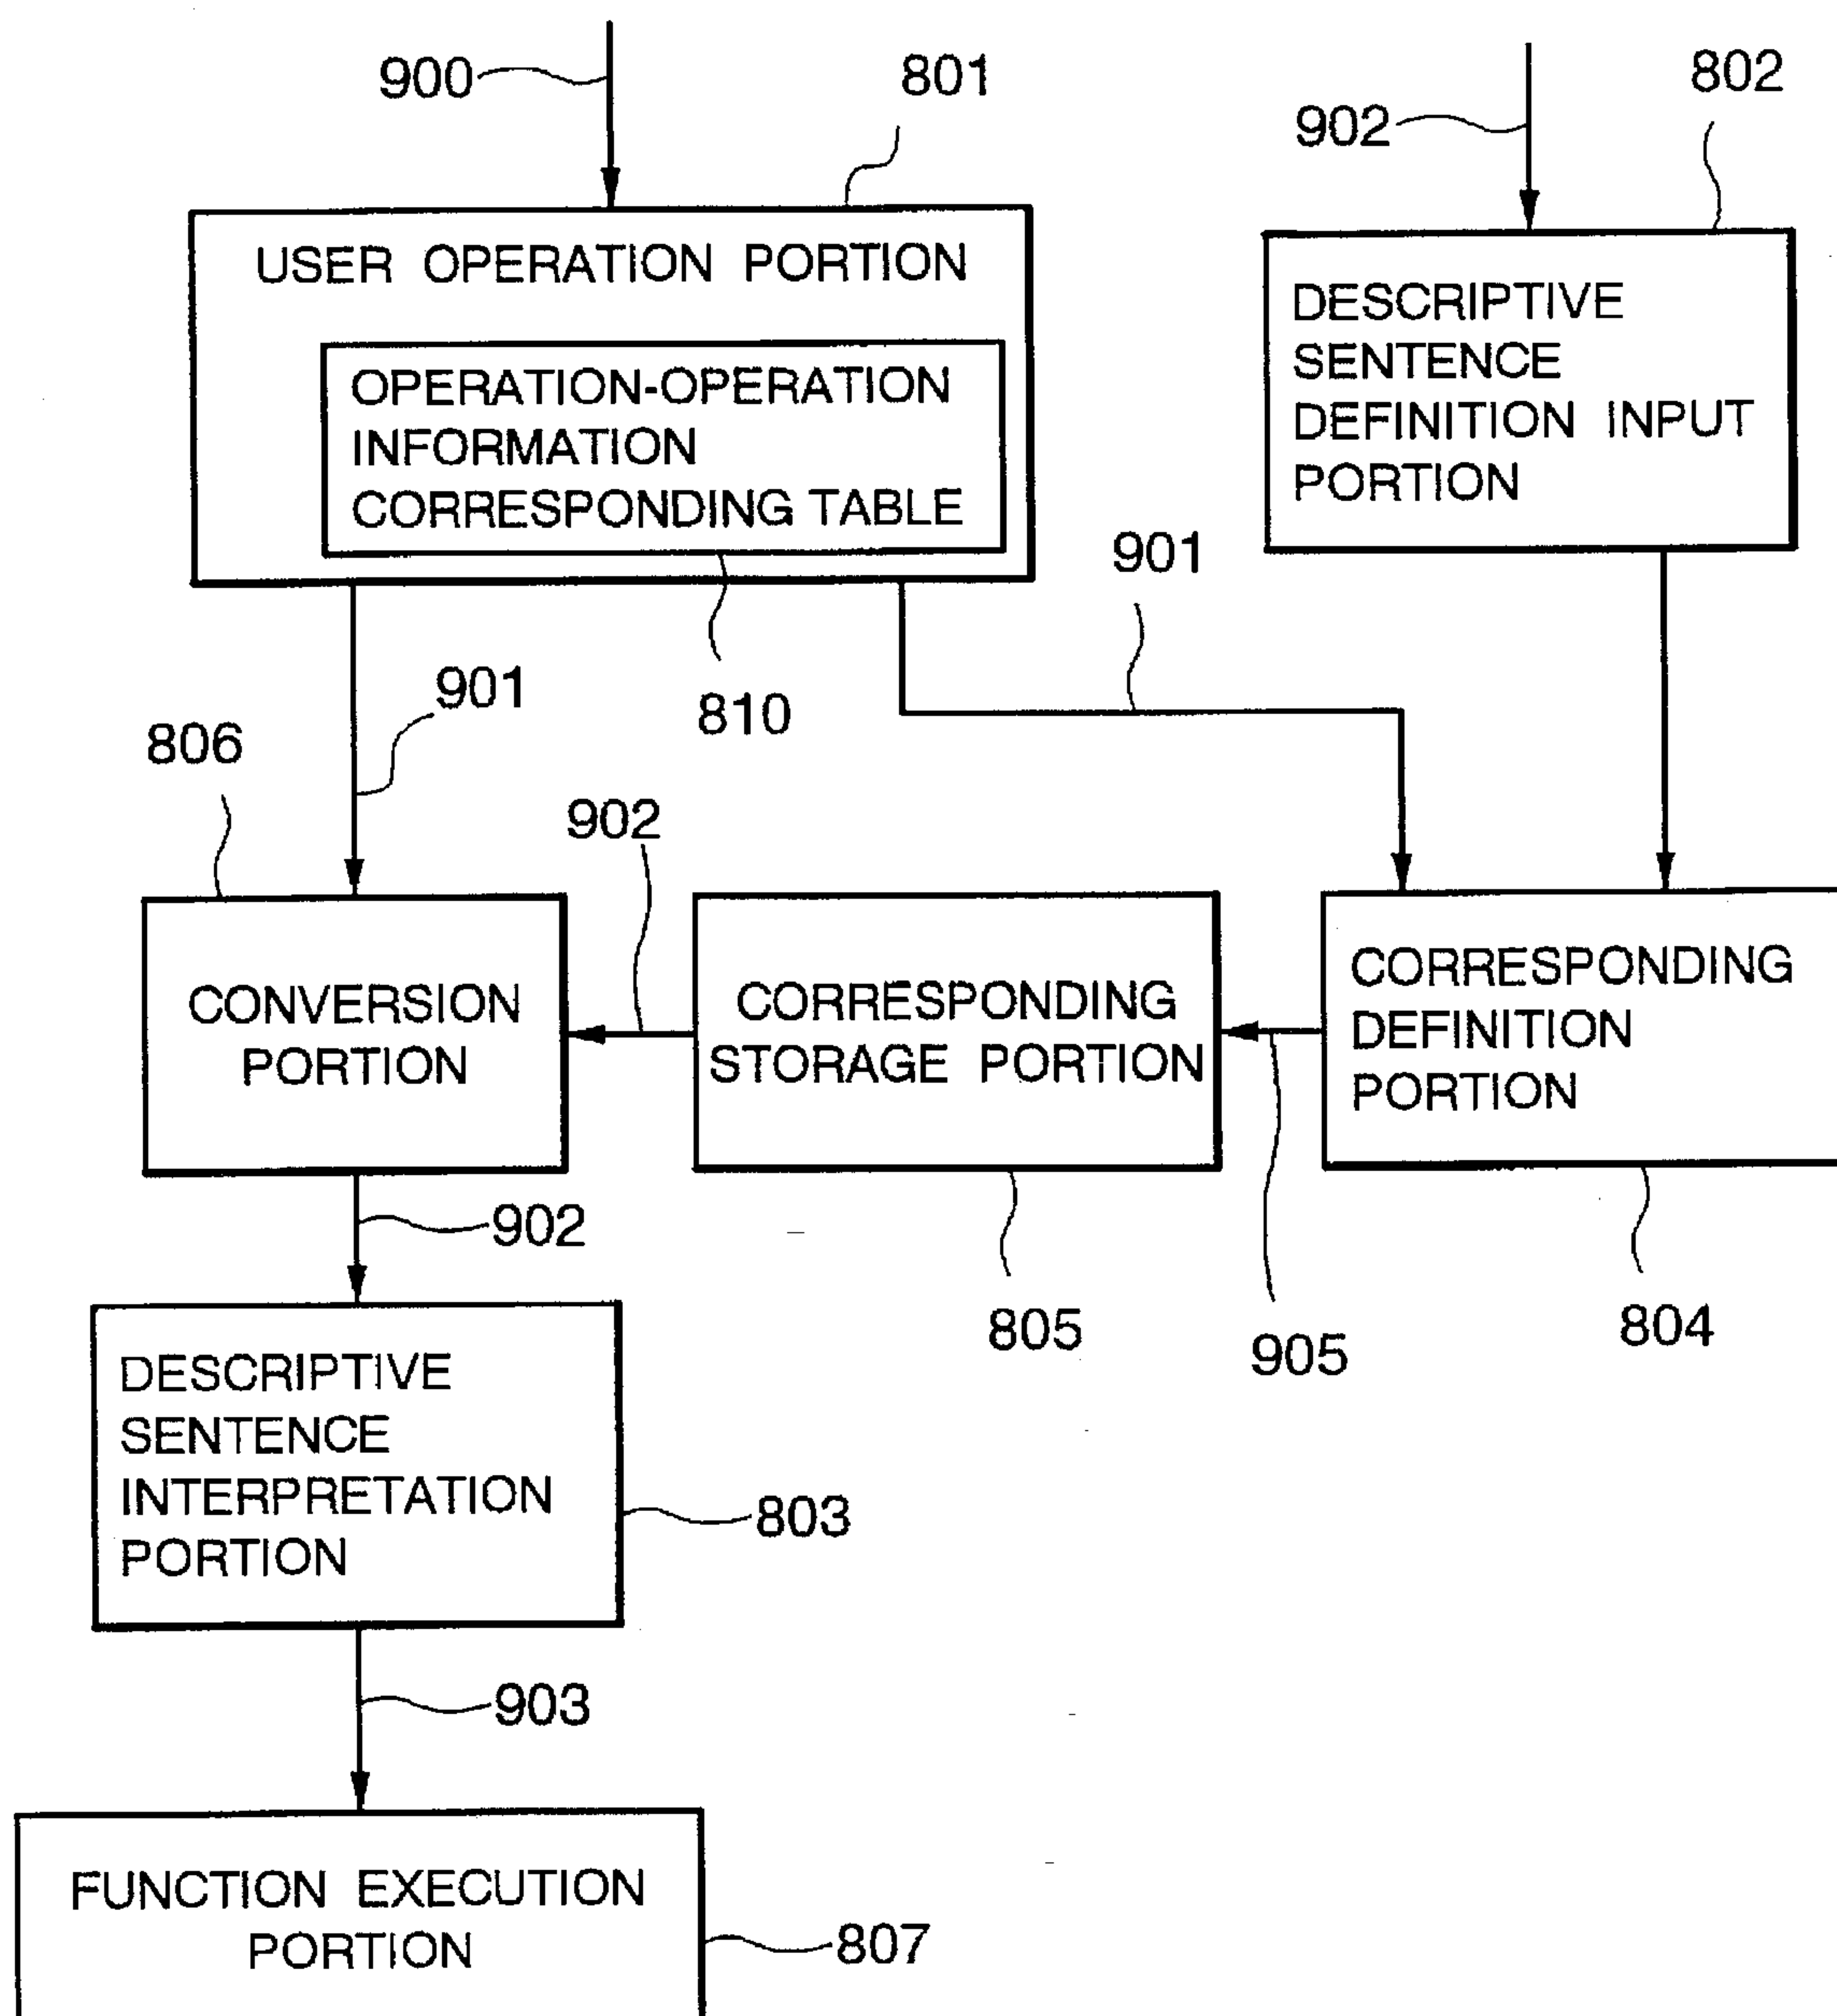 900
801
902
802
USER OPERATION PORTION
OPERATION-OPERATION
INFORMATION
CORRESPONDING TABLE
DESCRIPTIVE
SENTENCE
DEFINITION INPUT
PORTION
901
901
810
806
902
CONVERSION
PORTION
CORRESPONDING
STORAGE PORTION
CORRESPONDING
DEFINITION
PORTION
902
805
905
804
DESCRIPTIVE
SENTENCE
INTERPRETATION
PORTION
803
903
FUNCTION EXECUTION
PORTION
807